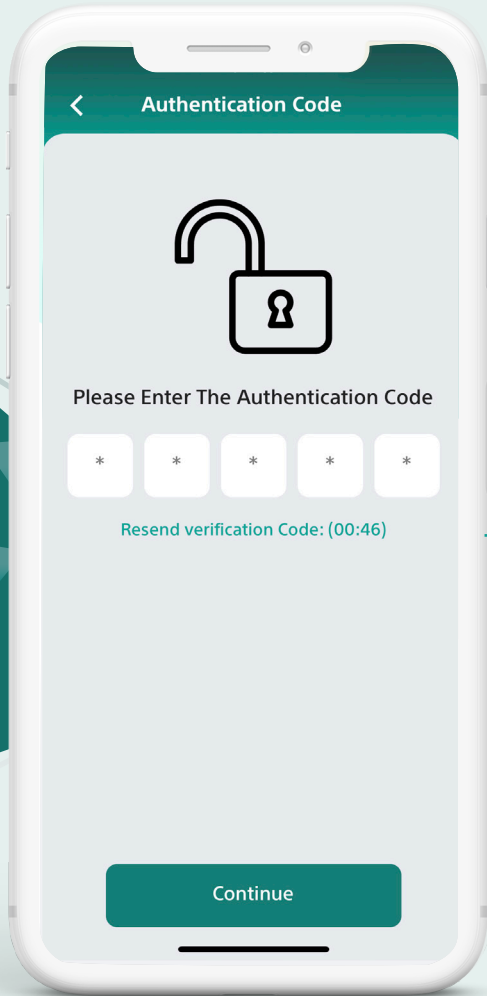 Authentication Code
Please Enter The Authentication Code
* * * * *
Resend verification Code: (00:46)
Continue